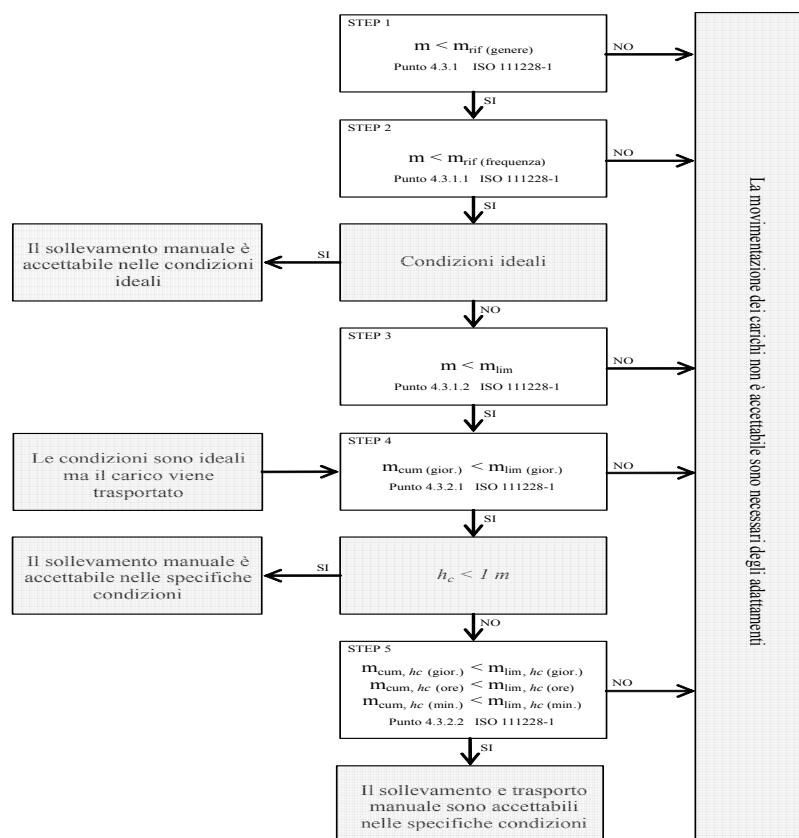 STEP 1
m < mrif (genere)
Punto 4.3.1 ISO 111228-1
NO
SI
STEP 2
m < mrif (frequenza)
Punto 4.3.1.1 ISO 111228-1
NO
SI
Il sollevamento manuale è
accettabile nelle condizioni
ideali
SI
Condizioni ideali
NO
STEP 3
m < mlim
Punto 4.3.1.2 ISO 111228-1
NO
SI
Le condizioni sono ideali
ma il carico viene
trasportato
STEP 4
mcum (gior.) < mlim (gior.)
Punto 4.3.2.1 ISO 111228-1
NO
SI
Il sollevamento manuale è
accettabile nelle specifiche
condizioni
SI
hc < 1 m
NO
STEP 5
mcum, hc (gior.) < mlim, hc (gior.)
mcum, hc (ore) < mlim, hc (ore)
mcum, hc (min.) < mlim, hc (min.)
Punto 4.3.2.2 ISO 111228-1
NO
SI
Il sollevamento e trasporto
manuale sono accettabili
nelle specifiche condizioni
La movimentazione dei carichi non è accettabile sono necessari degli adattamenti